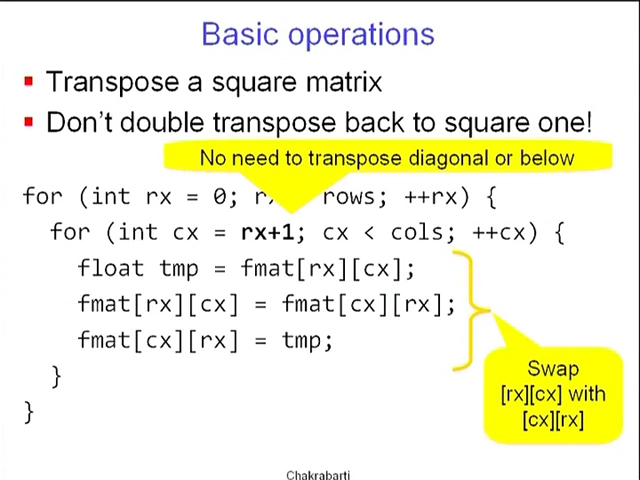 Basic operations
Transpose a square matrix
Don't double transpose back to square one!
No need to transpose diagonal or below
for (int rx = 0; rx rows; ++rx) {
for (int cx = rx+1; cx < cols; ++cx) {
float tmp = fmat[rx][cx];
fmat[rx][cx] = fmat[cx][rx];
fmat[cx][rx] = tmp;
}
}
Swap
[rx][cx] with
[cx][rx]
Chakrabarti